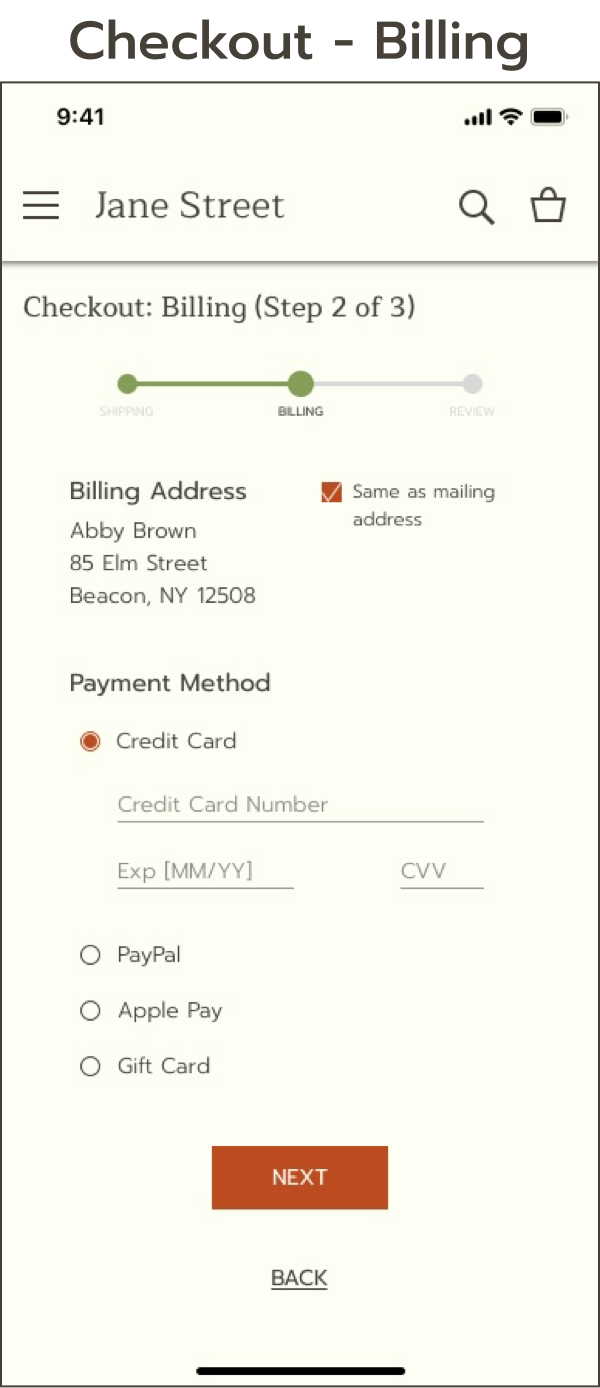 Checkout - Billing
9:41
Jane Street
Checkout: Billing (Step 2 of 3)
SHIPPING BILLING REVIEW
Billing Address
Same as mailing
address
Abby Brown
85 Elm Street
Beacon, NY 12508
Payment Method
Credit Card
Credit Card Number
Exp [MM/YY] CVV
PayPal
Apple Pay
Gift Card
NEXT
BACK